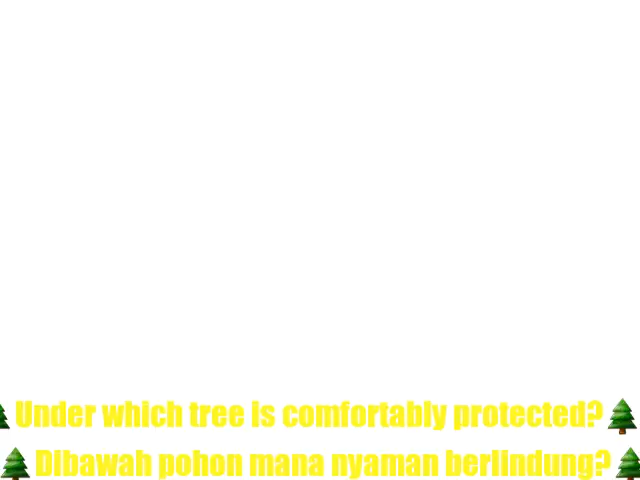 Under which tree is comfortably protected?
Dibawah pohon mana nyaman berlindung?